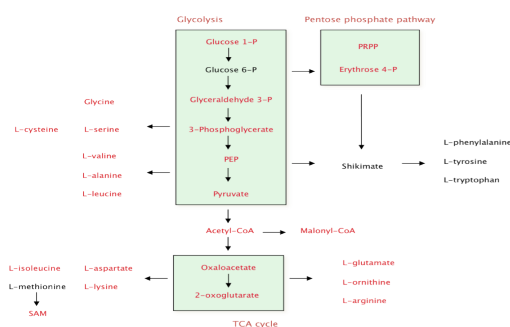 Glycolysis
Pentose phosphate pathway
Glucose 1-P
PRPP
Glucose 6-P
Erythrose 4-P
Glycine
Glyceraldehyde 3-P
L-cysteine
L-serine
3-Phosphoglycerate
L-phenylalanine
L-valine
PEP
Shikimate
L-tyrosine
L-alanine
L-tryptophan
L-leucine
Pyruvate
Acetyl-CoA
Malonyl-CoA
L-isoleucine
L-aspartate
Oxaloacetate
L-glutamate
L-methionine
L-lysine
2-oxoglutarate
L-ornithine
L-arginine
SAM
TCA cycle